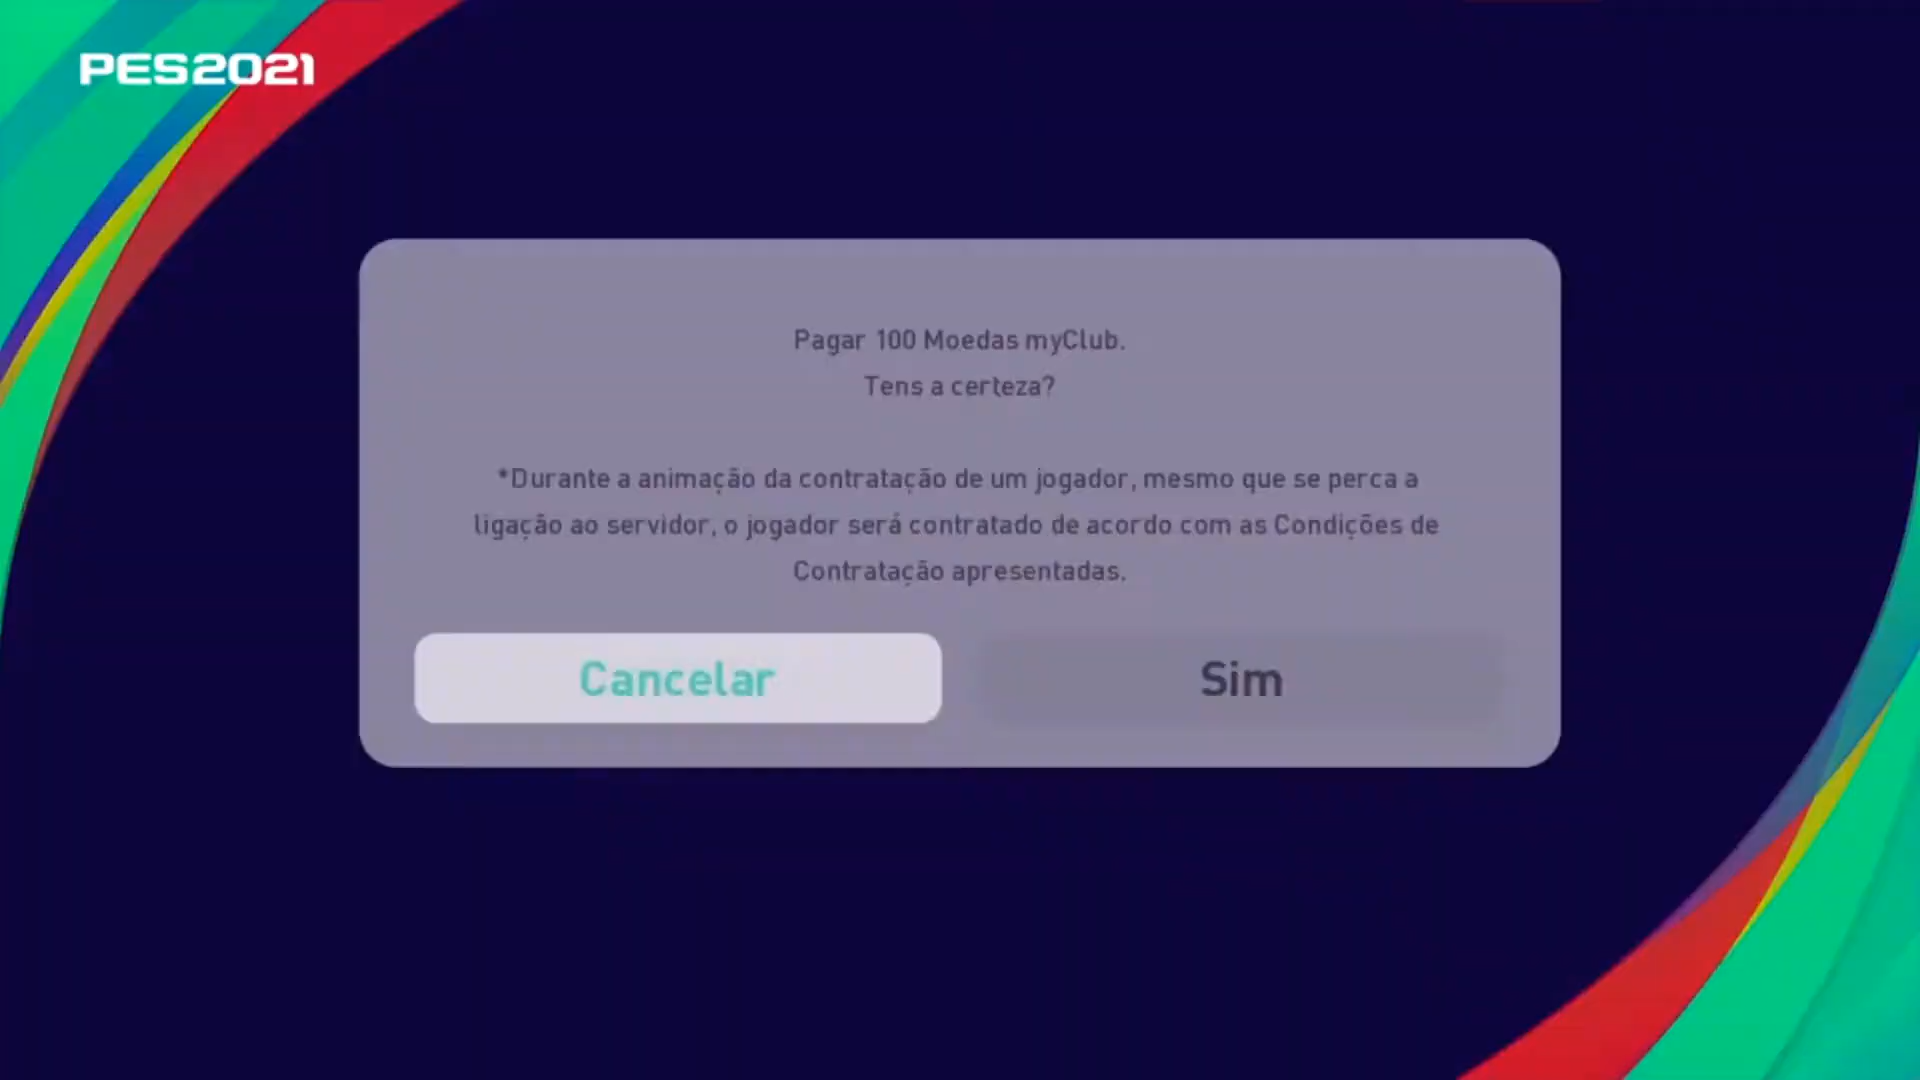 PES2021
Pagar 100 Moedas myClub.
Tens a certeza?
*Durante a animação da contratação de um jogador, mesmo que se perca a
ligação ao servidor, o jogador será contratado de acordo com as Condições de
Contratação apresentadas.
Cancelar
Sim